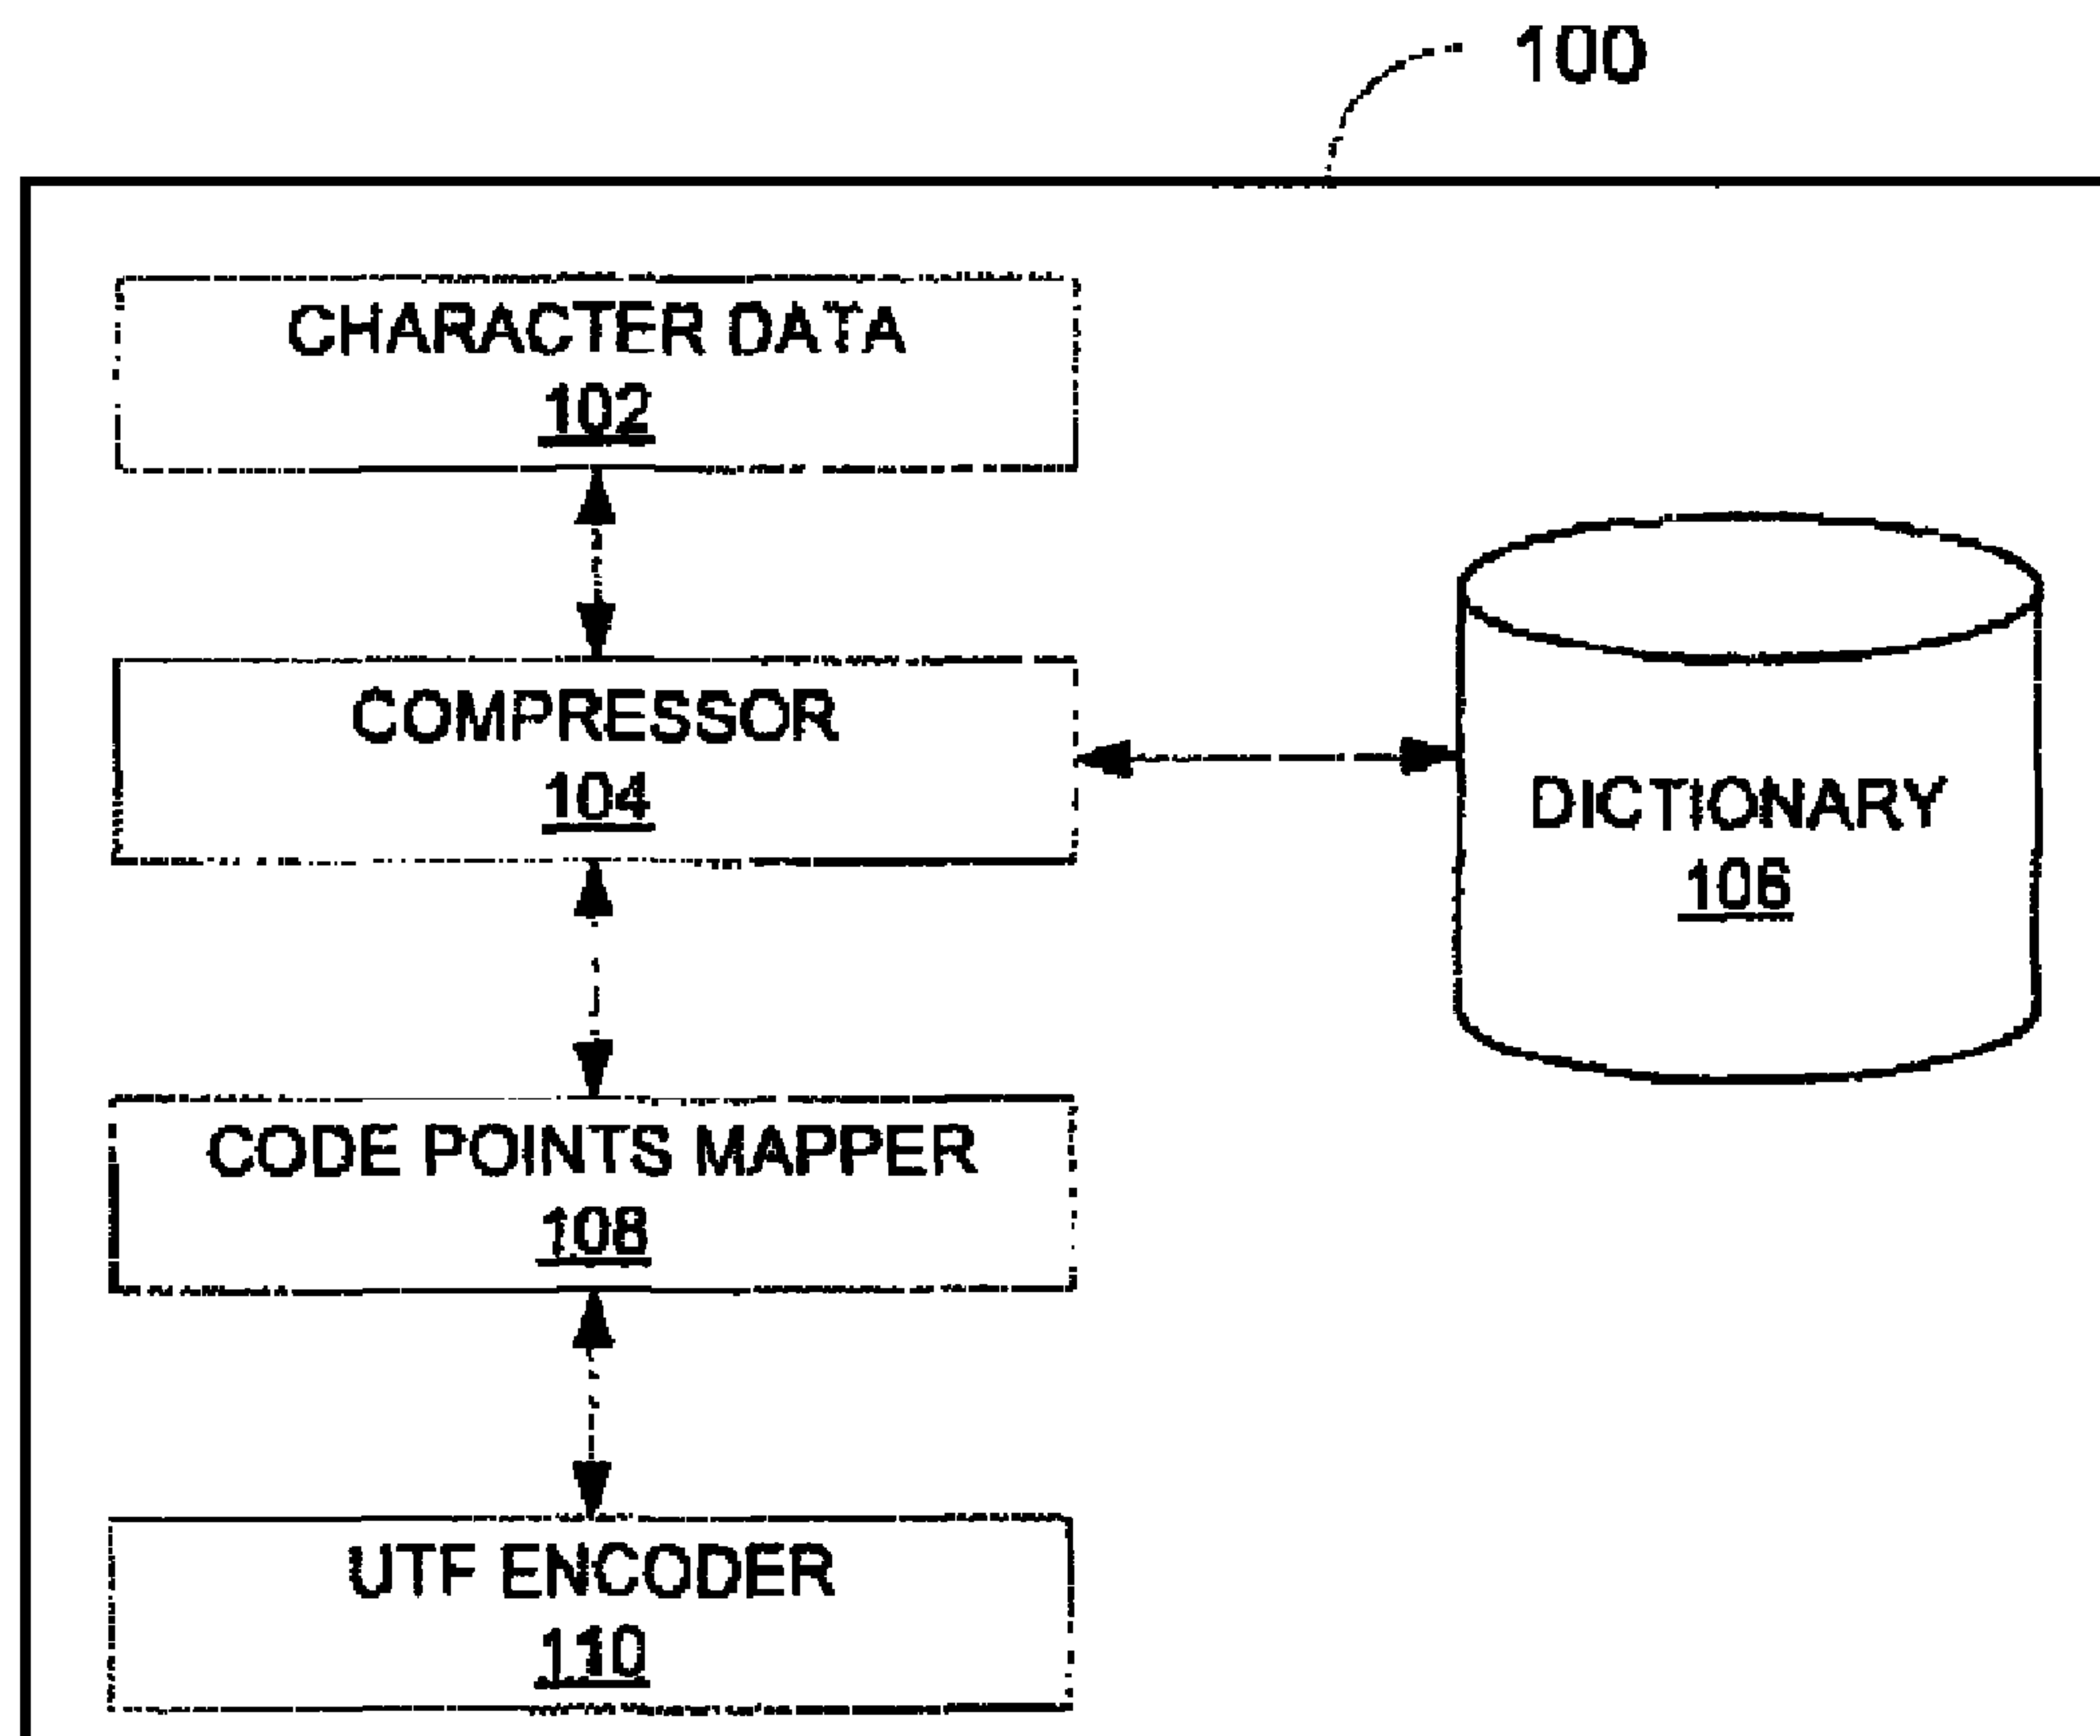 100
CHARACTER DATA
102
COMPRESSOR
104
DICTIONARY
106
CODE POINTS MAPPER
108
UTF ENCODER
110